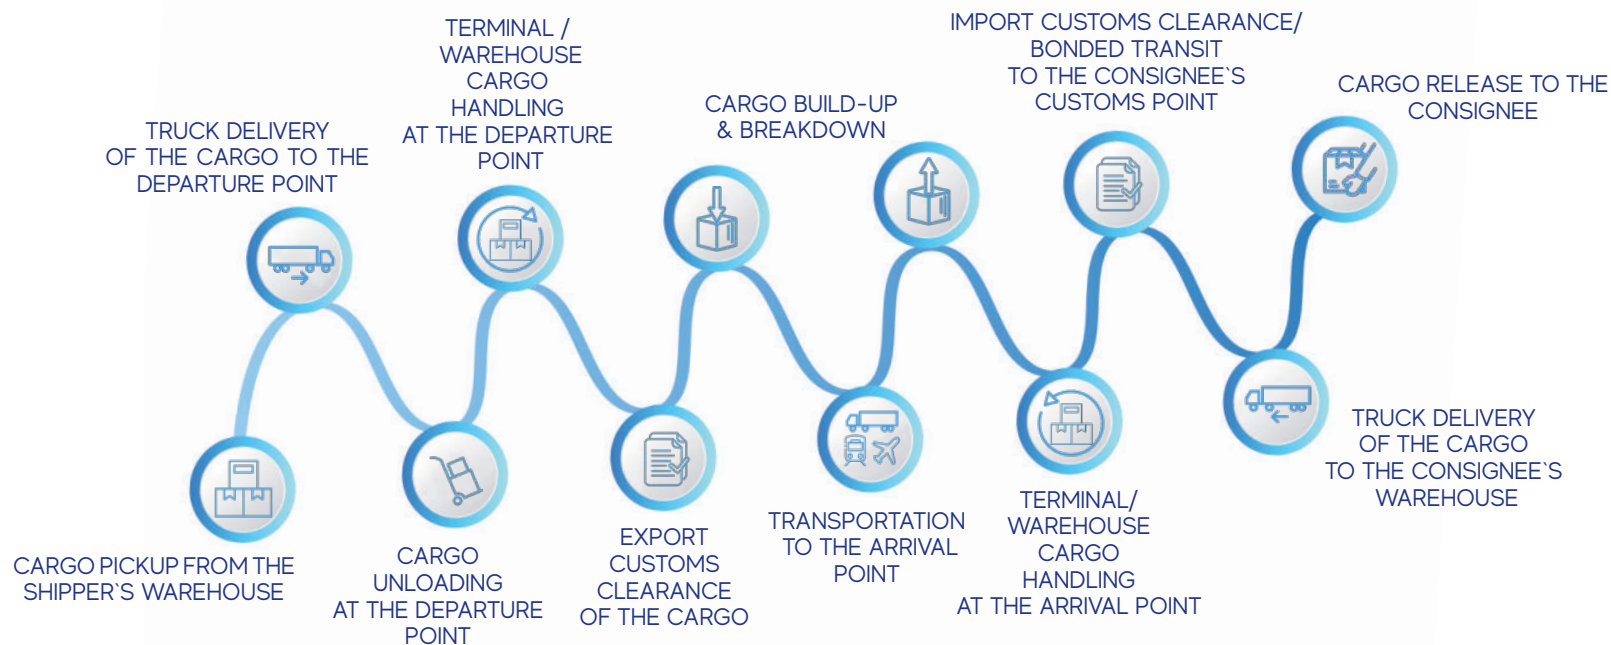 CARGO PICKUP FROM THE
SHIPPER`S WAREHOUSE
TRUCK DELIVERY
OF THE CARGO TO THE
DEPARTURE POINT
CARGO
UNLOADING
AT THE DEPARTURE
POINT
TERMINAL /
WAREHOUSE
CARGO
HANDLING
AT THE DEPARTURE
POINT
EXPORT
CUSTOMS
CLEARANCE
OF THE CARGO
CARGO BUILD-UP
& BREAKDOWN
TRANSPORTATION
TO THE ARRIVAL
POINT
TERMINAL/
WAREHOUSE
CARGO
HANDLING
AT THE ARRIVAL POINT
IMPORT CUSTOMS CLEARANCE/
BONDED TRANSIT
TO THE CONSIGNEE`S
CUSTOMS POINT
TRUCK DELIVERY
OF THE CARGO
TO THE CONSIGNEE`S
WAREHOUSE
CARGO RELEASE TO THE
CONSIGNEE